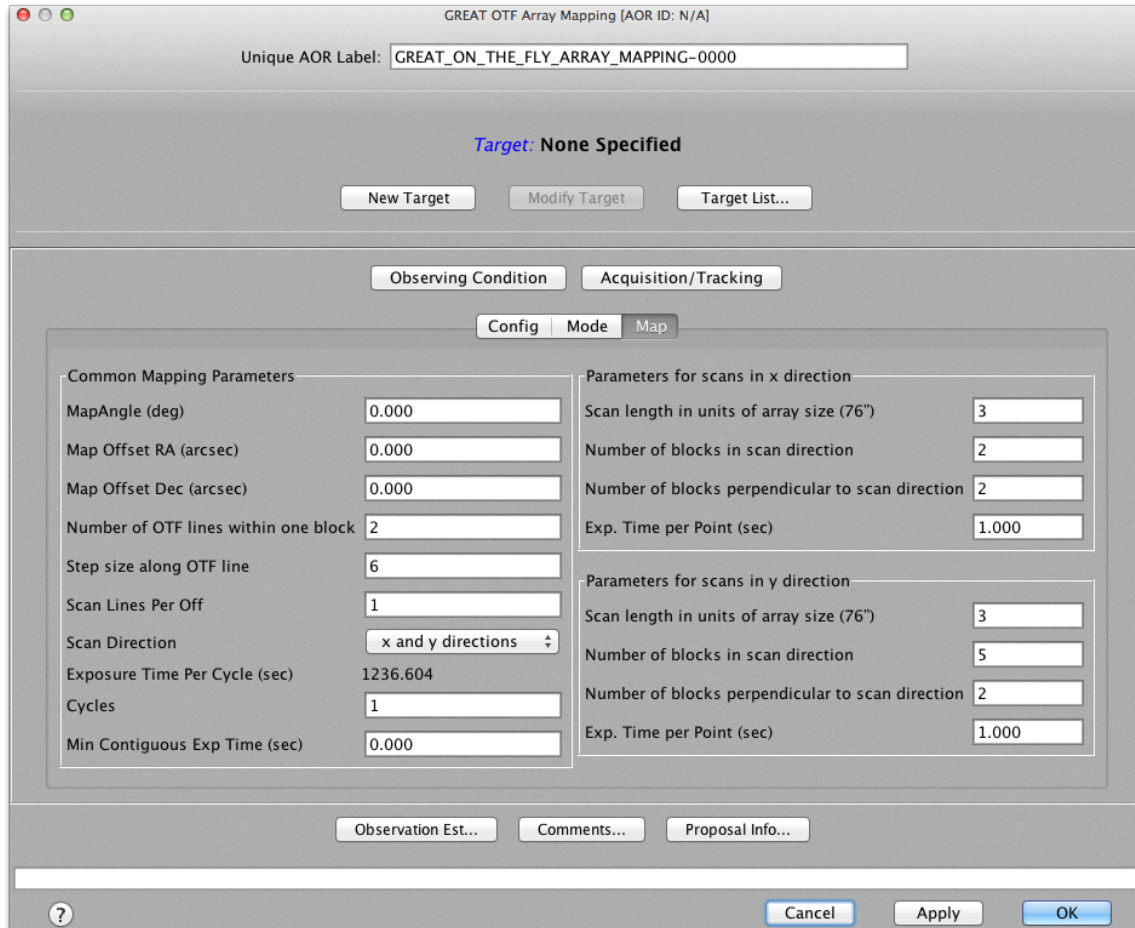 GREAT OTF Array Mapping [AOR ID: N/A]
Unique AOR Label: GREAT_ON_THE_FLY_ARRAY_MAPPING-0000
Target: None Specified
New Target Modify Target Target List...
Observing Condition Acquisition/Tracking
Config Mode Map
Common Mapping Parameters
MapAngle (deg) 0.000
Map Offset RA (arcsec) 0.000
Map Offset Dec (arcsec) 0.000
Number of OTF lines within one block 2
Step size along OTF line 6
Scan Lines Per Off 1
Scan Direction x and y directions
Exposure Time Per Cycle (sec) 1236.604
Cycles 1
Min Contiguous Exp Time (sec) 0.000
Parameters for scans in x direction
Scan length in units of array size (76") 3
Number of blocks in scan direction 2
Number of blocks perpendicular to scan direction 2
Exp. Time per Point (sec) 1.000
Parameters for scans in y direction
Scan length in units of array size (76") 3
Number of blocks in scan direction 5
Number of blocks perpendicular to scan direction 2
Exp. Time per Point (sec) 1.000
Observation Est... Comments... Proposal Info...
? Cancel Apply OK